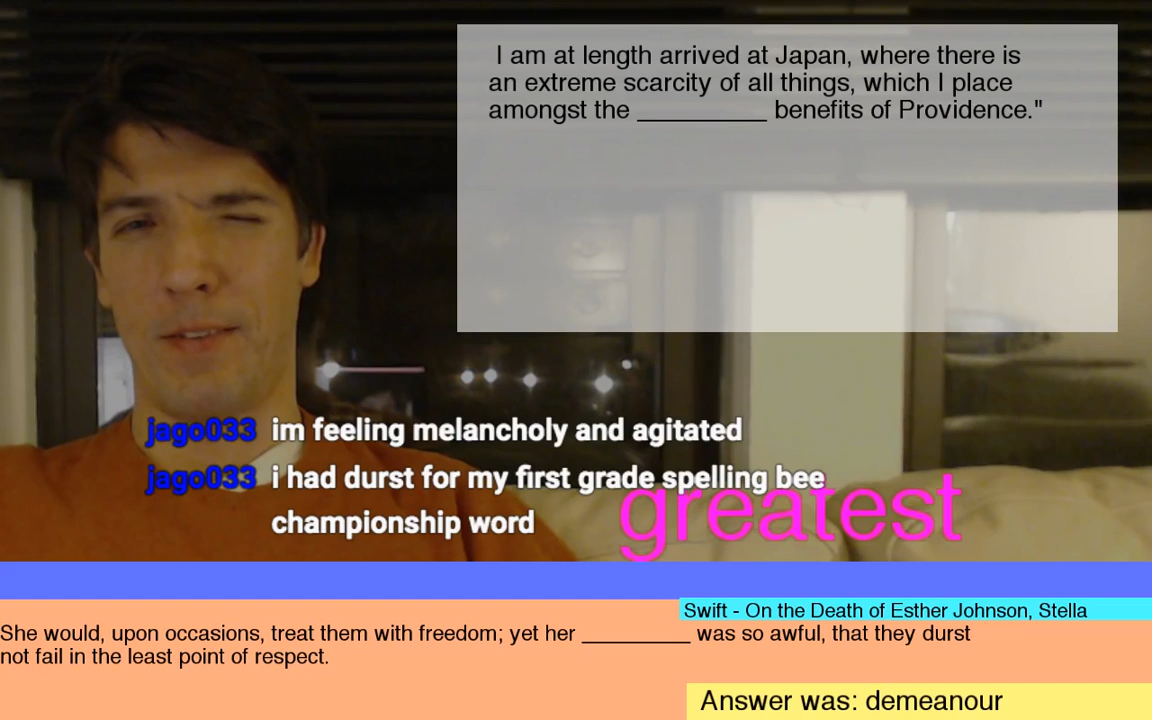 I am at length arrived at Japan, where there is
an extreme scarcity of all things, which I place
amongst the __________ benefits of Providence."
jago033 im feeling melancholy and agitated
jago033 i had durst for my first grade spelling bee
championship word
greatest
Swift - On the Death of Esther Johnson, Stella
She would, upon occasions, treat them with freedom; yet her _________ was so awful, that they durst
not fail in the least point of respect.
Answer was: demeanour